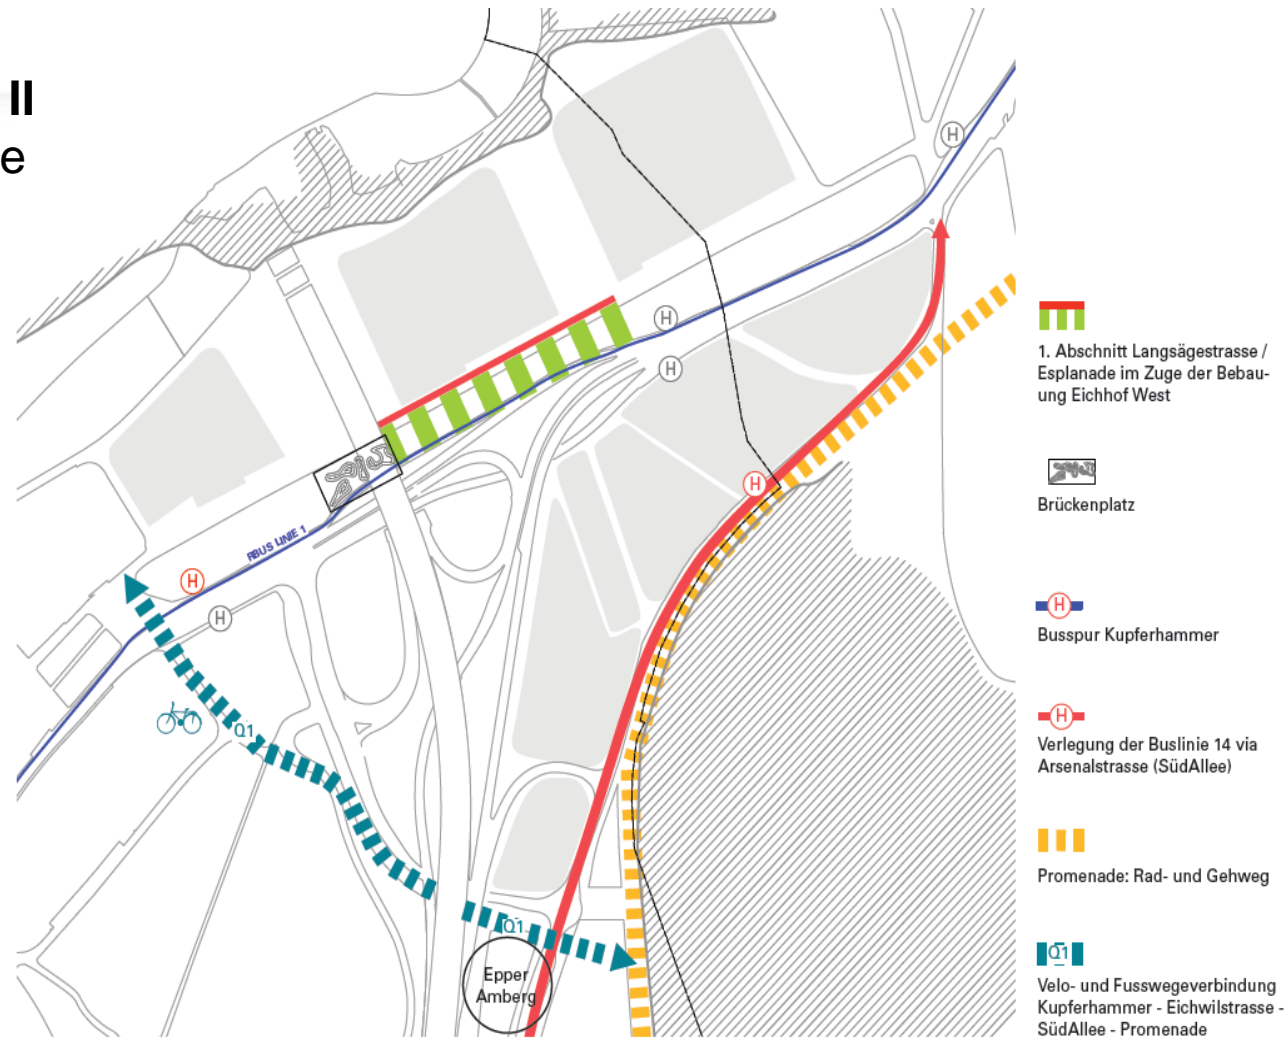 II
e
H
H
H
RBUS LINIE 1
H
H
H
Q1
Q1
Epper
Amberg
1. Abschnitt Langsägestrasse /
Esplanade im Zuge der Bebau-
ung Eichhof West
Brückenplatz
H
Busspur Kupferhammer
H
Verlegung der Buslinie 14 via
Arsenalstrasse (SüdAllee)
Promenade: Rad- und Gehweg
Q1
Velo- und Fusswegeverbindung
Kupferhammer - Eichwilstrasse -
SüdAllee - Promenade